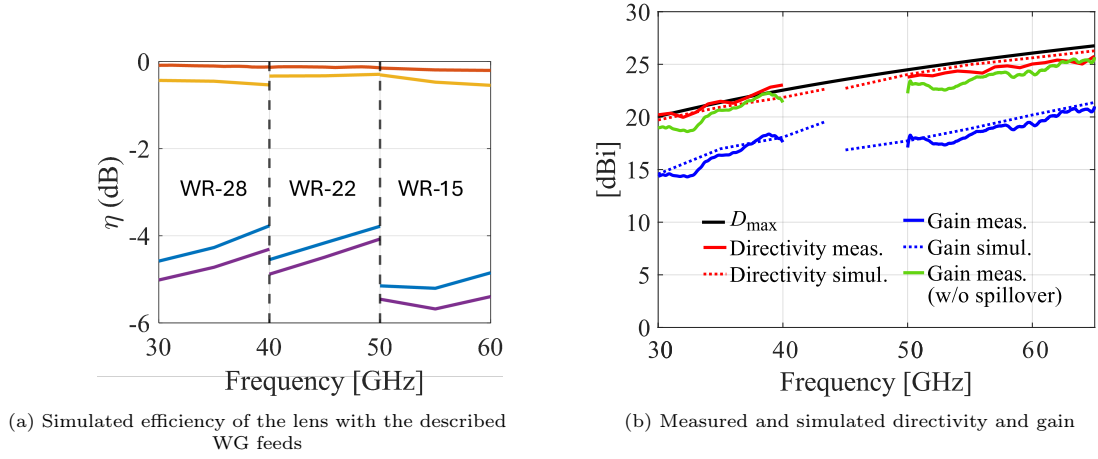 0
-2
-4
-6
η (dB)
WR-28
WR-22
WR-15
30
40
50
60
Frequency [GHz]
(a) Simulated efficiency of the lens with the described
WG feeds
30
25
20
15
10
5
0
[dBi]
D_max
Directivity meas.
Directivity simul.
Gain meas.
Gain simul.
Gain meas.
(w/o spillover)
30
40
50
60
Frequency [GHz]
(b) Measured and simulated directivity and gain